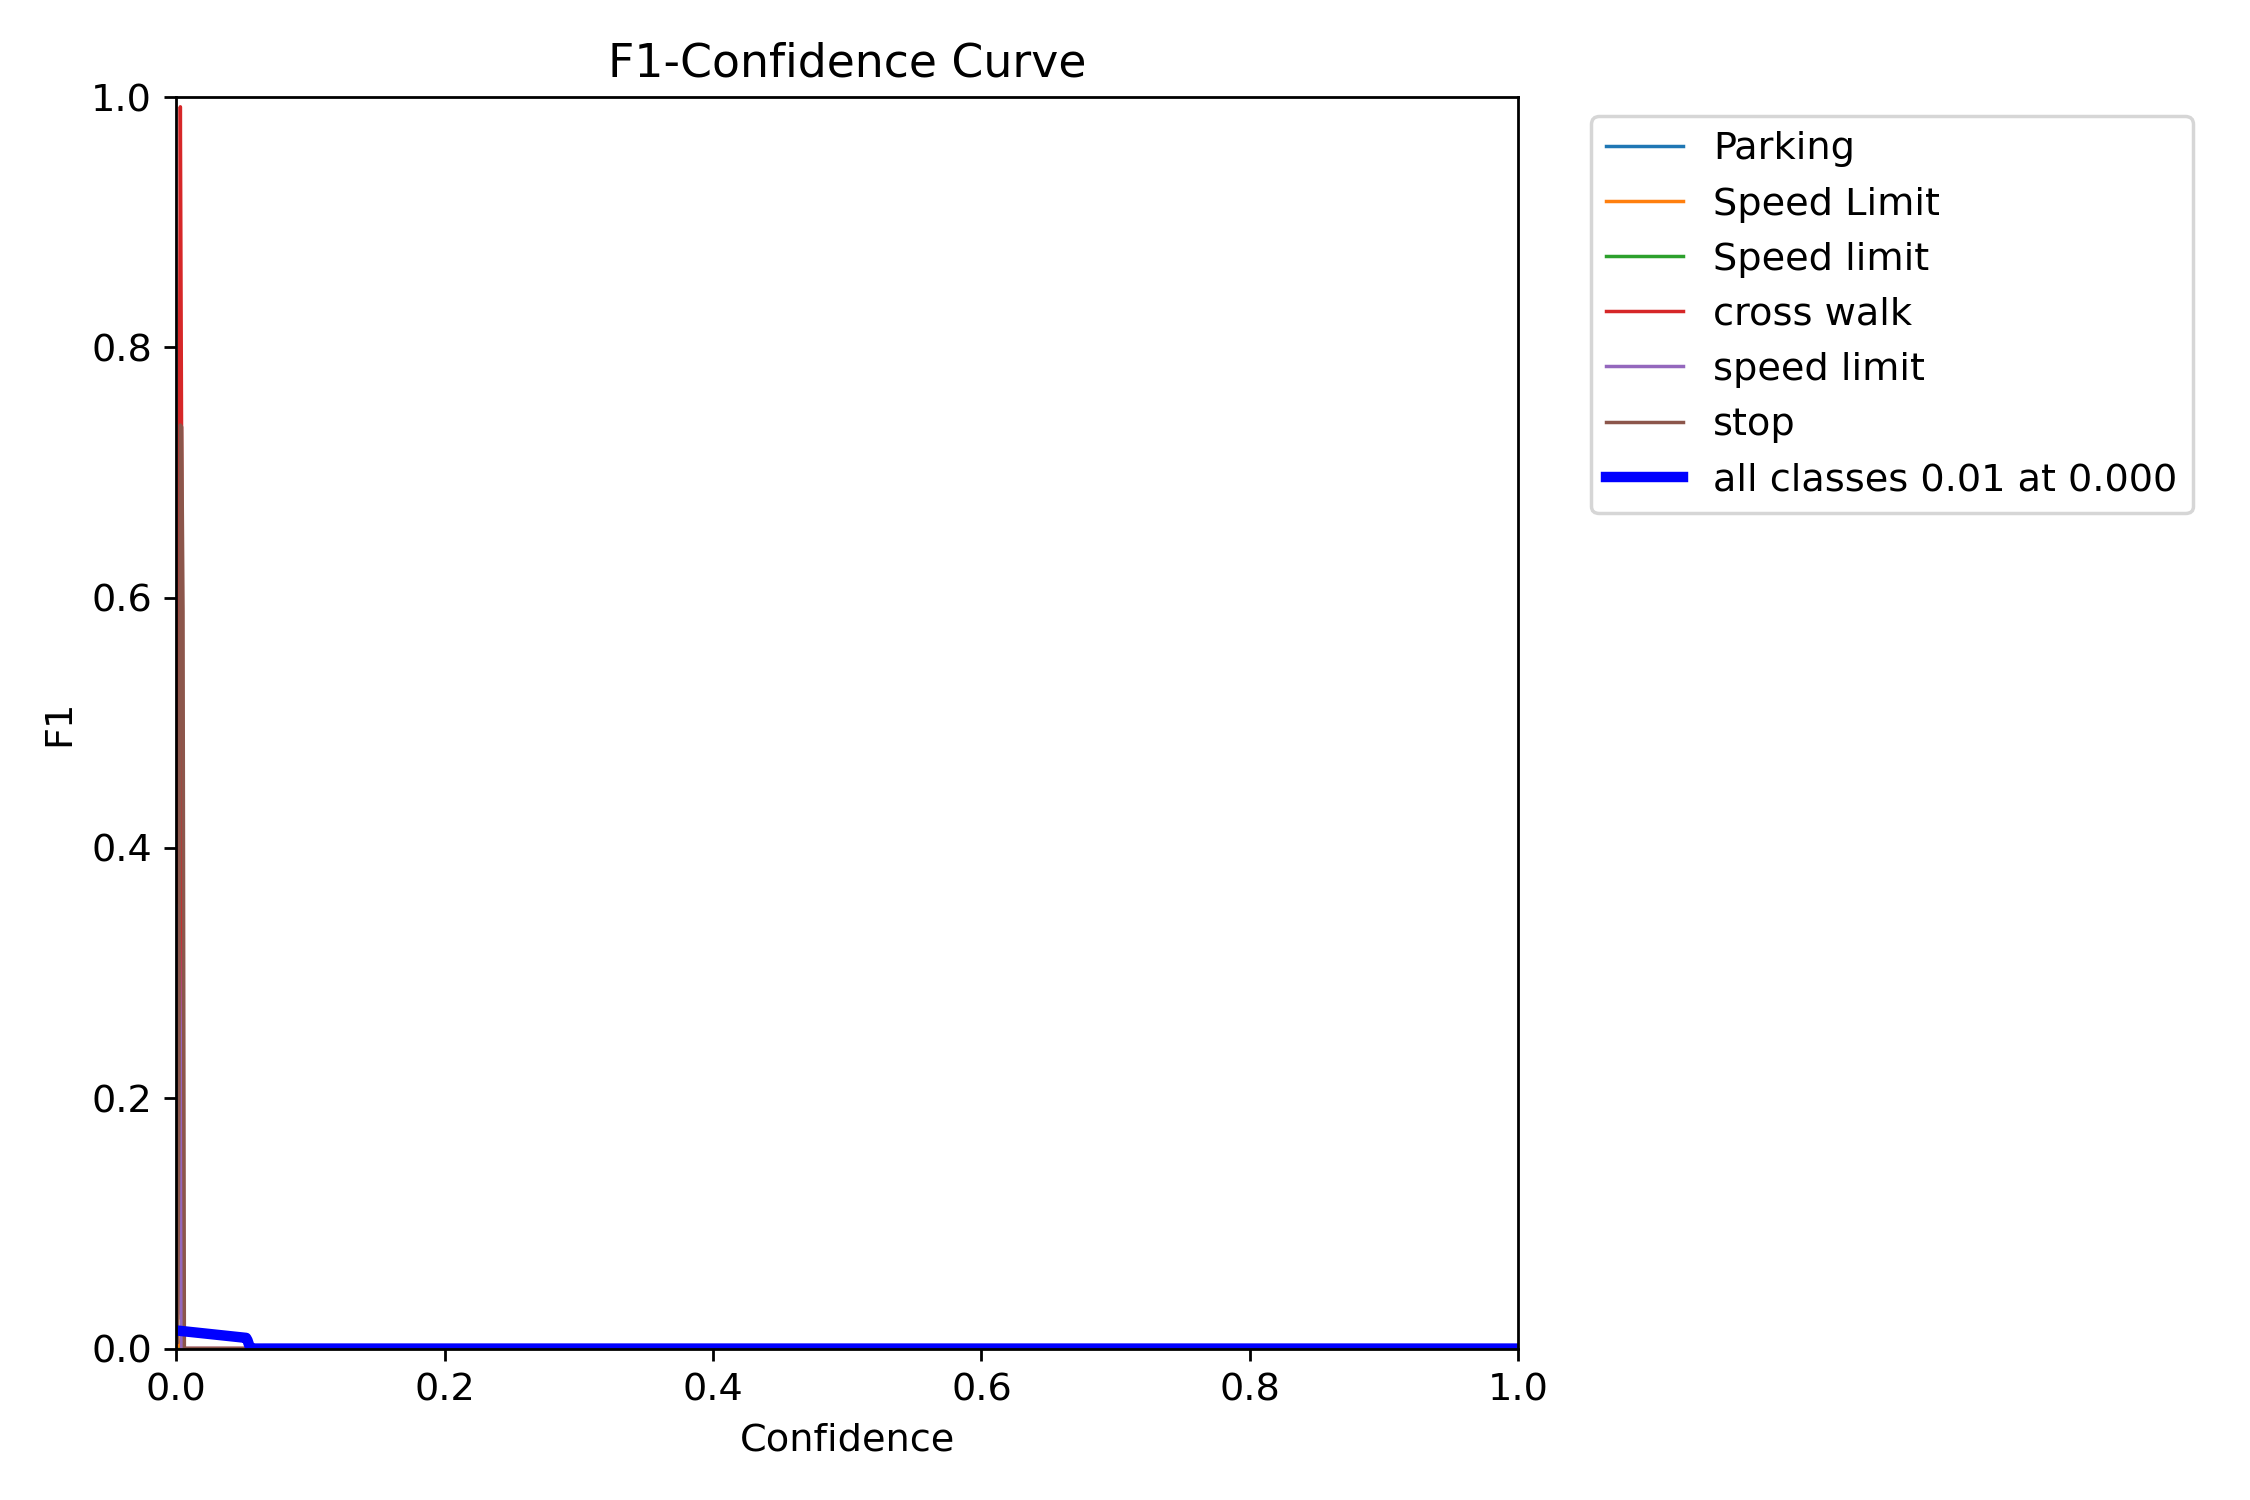 F1-Confidence Curve
1.0
0.8
0.6
0.4
0.2
0.0
F1
0.0 0.2 0.4 0.6 0.8 1.0
Confidence
Parking
Speed Limit
Speed limit
cross walk
speed limit
stop
all classes 0.01 at 0.000